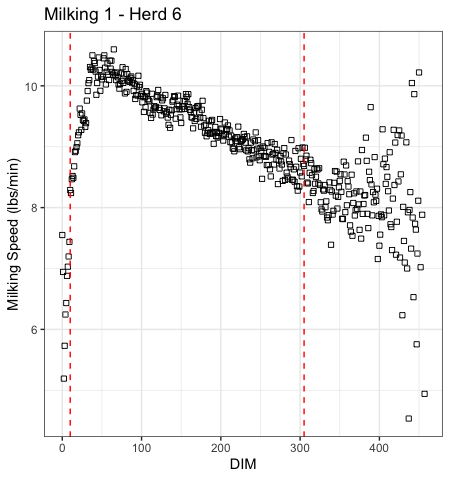 Milking 1 - Herd 6
Milking Speed (lbs/min)
10
8
6
0 100 200 300 400
DIM